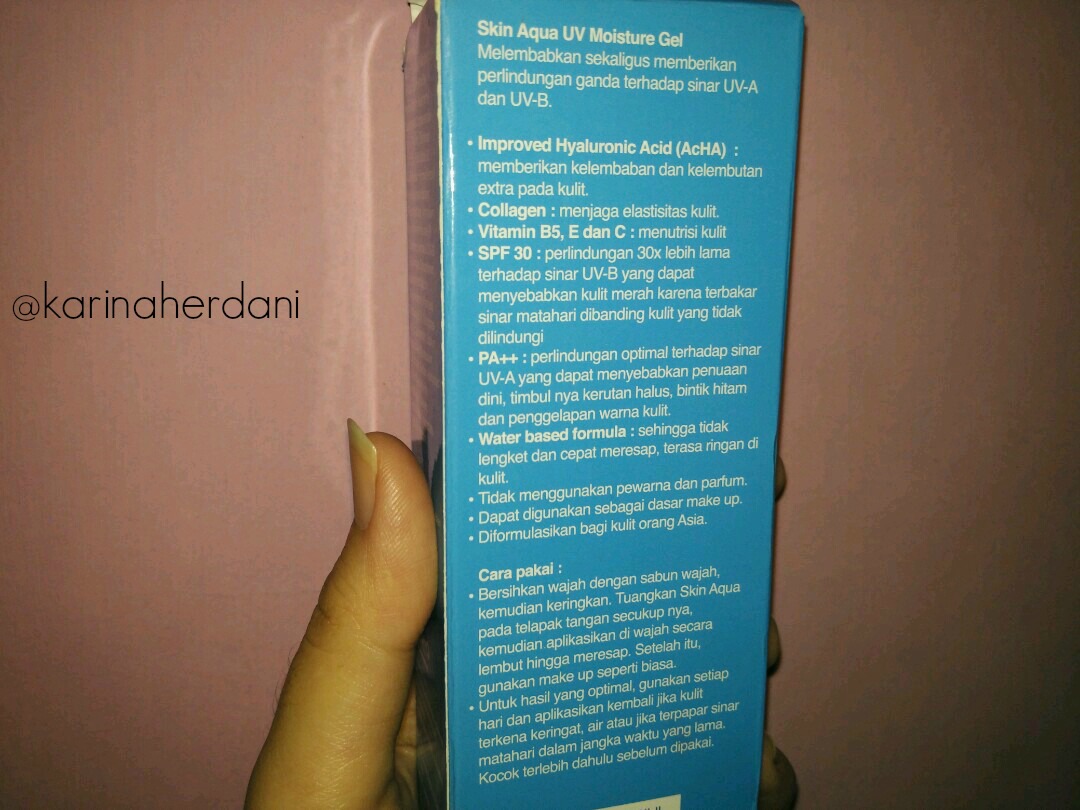 Skin Aqua UV Moisture Gel
Melembabkan sekaligus memberikan
perlindungan ganda terhadap sinar UV-A
dan UV-B.
• Improved Hyaluronic Acid (AcHA) :
memberikan kelembaban dan kelembutan
extra pada kulit.
• Collagen : menjaga elastisitas kulit.
• Vitamin B5, E dan C : menutrisi kulit
• SPF 30 : perlindungan 30x lebih lama
terhadap sinar UV-B yang dapat
menyebabkan kulit merah karena terbakar
sinar matahari dibanding kulit yang tidak
dilindungi
• PA++ : perlindungan optimal terhadap sinar
UV-A yang dapat menyebabkan penuaan
dini, timbul nya kerutan halus, bintik hitam
dan penggelapan warna kulit.
• Water based formula : sehingga tidak
lengket dan cepat meresap, terasa ringan di
kulit.
• Tidak menggunakan pewarna dan parfum.
• Dapat digunakan sebagai dasar make up.
• Diformulasikan bagi kulit orang Asia.
Cara pakai :
• Bersihkan wajah dengan sabun wajah,
kemudian keringkan. Tuangkan Skin Aqua
pada telapak tangan secukup nya,
kemudian aplikasikan di wajah secara
lembut hingga meresap. Setelah itu,
gunakan make up seperti biasa.
• Untuk hasil yang optimal, gunakan setiap
hari dan aplikasikan kembali jika kulit
terkena keringat, air atau jika terpapar sinar
matahari dalam jangka waktu yang lama.
Kocok terlebih dahulu sebelum dipakai.
@karinaherdani